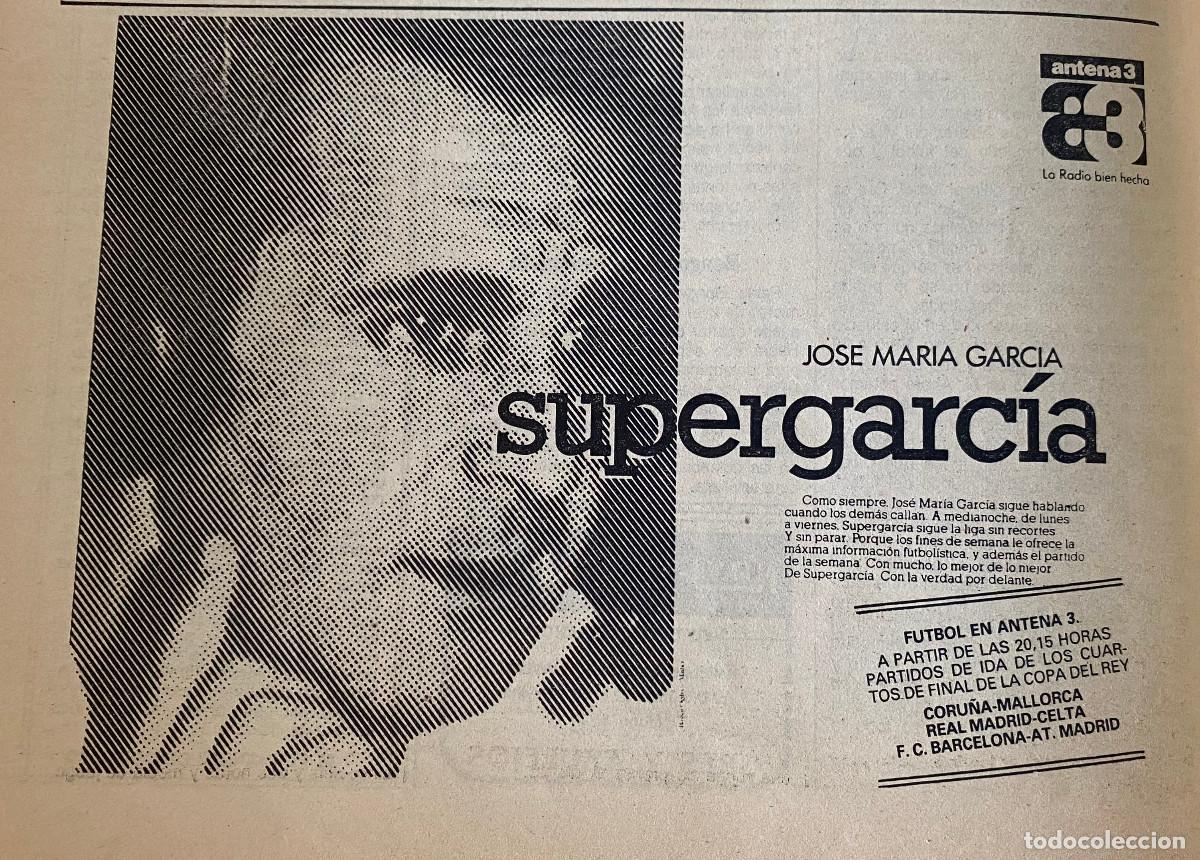 antena 3
a3
La Radio bien hecha
JOSE MARIA GARCIA
supergarcía
Como siempre, José María García sigue hablando
cuando los demás callan. A medianoche, de lunes
a viernes, Supergarcía sigue la liga sin recortes
Y sin parar. Porque los fines de semana le ofrece la
máxima información futbolística, y además el partido
de la semana. Con mucho, lo mejor de lo mejor
De Supergarcía Con la verdad por delante.
FUTBOL EN ANTENA 3.
A PARTIR DE LAS 20,15 HORAS
PARTIDOS DE IDA DE LOS CUAR-
TOS DE FINAL DE LA COPA DEL REY
CORUÑA-MALLORCA
REAL MADRID-CELTA
F. C. BARCELONA-AT. MADRID
todocoleccion